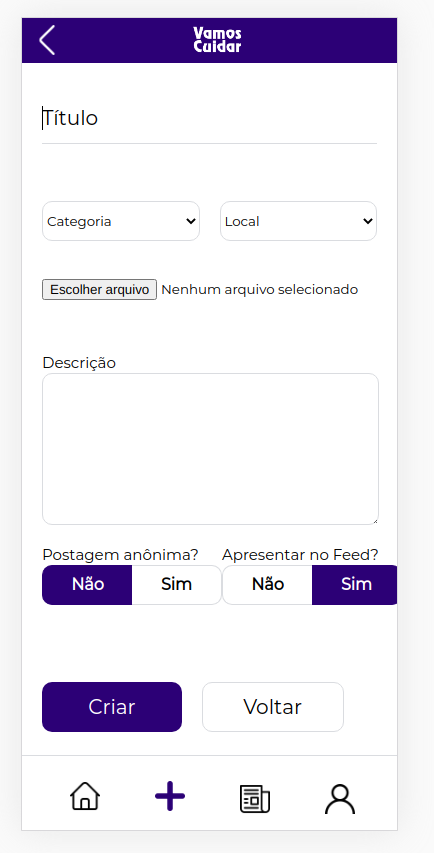 Vamos
Cuidar
Título
Categoria Local
Escolher arquivo Nenhum arquivo selecionado
Descrição
Postagem anônima? Apresentar no Feed?
Não Sim Não Sim
Criar Voltar